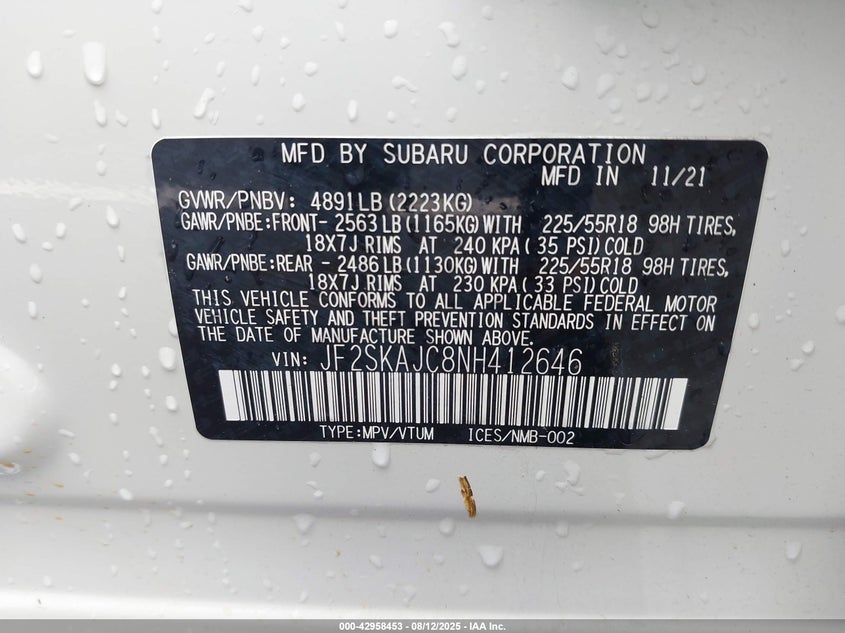 MFD BY SUBARU CORPORATION
MFD IN 11/21
GVWR/PNBV: 4891LB(2223KG)
GAWR/PNBE:FRONT- 2563LB(1165KG)WITH 225/55R18 98H TIRES,
18X7J RIMS AT 240 KPA(35 PSI)COLD
GAWR/PNBE:REAR - 2486LB(1130KG)WITH 225/55R18 98H TIRES,
18X7J RIMS AT 230 KPA(33 PSI)COLD
THIS VEHICLE CONFORMS TO ALL APPLICABLE FEDERAL MOTOR
VEHICLE SAFETY AND THEFT PREVENTION STANDARDS IN EFFECT ON
THE DATE OF MANUFACTURE SHOWN ABOVE.
VIN: JF2SKAJC8NH412646
TYPE:MPV/VTUM ICES/NMB-002
000-42958453 - 08/12/2025 - IAA Inc.